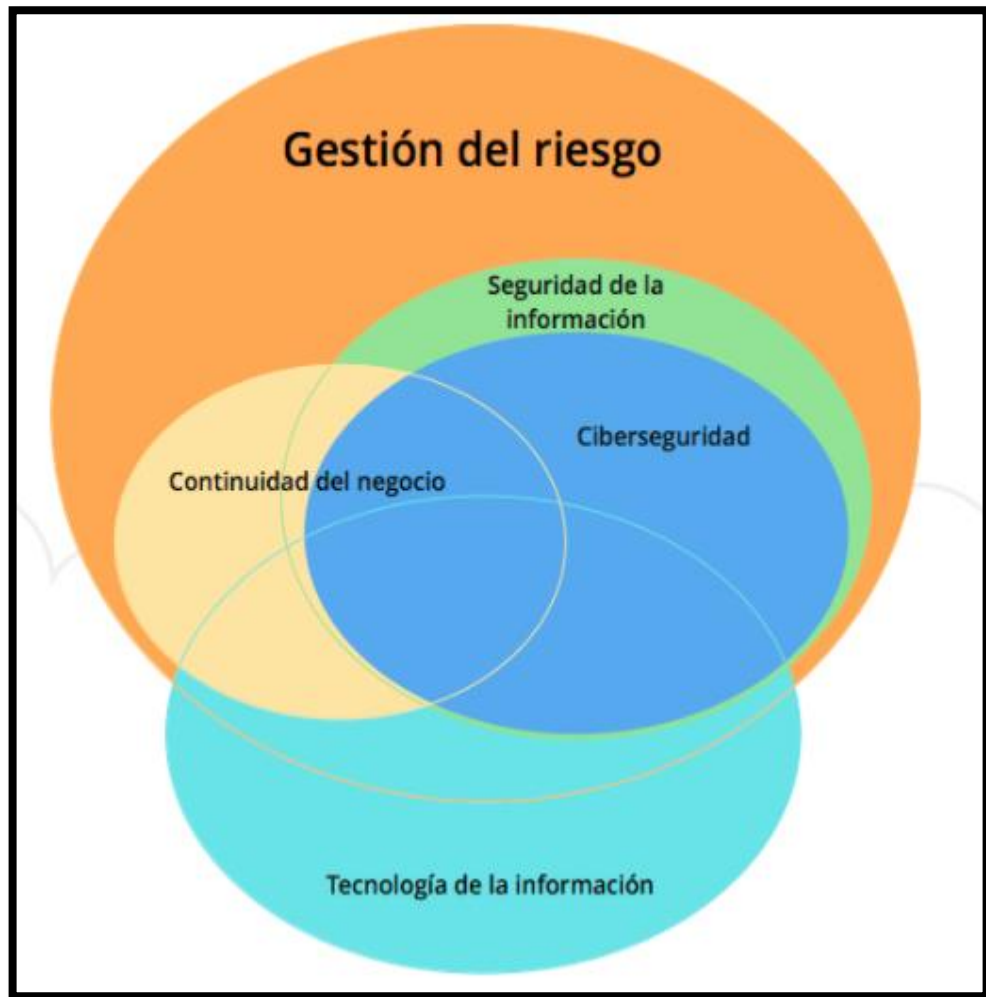 Gestión del riesgo
Seguridad de la
información
Ciberseguridad
Continuidad del negocio
Tecnología de la información